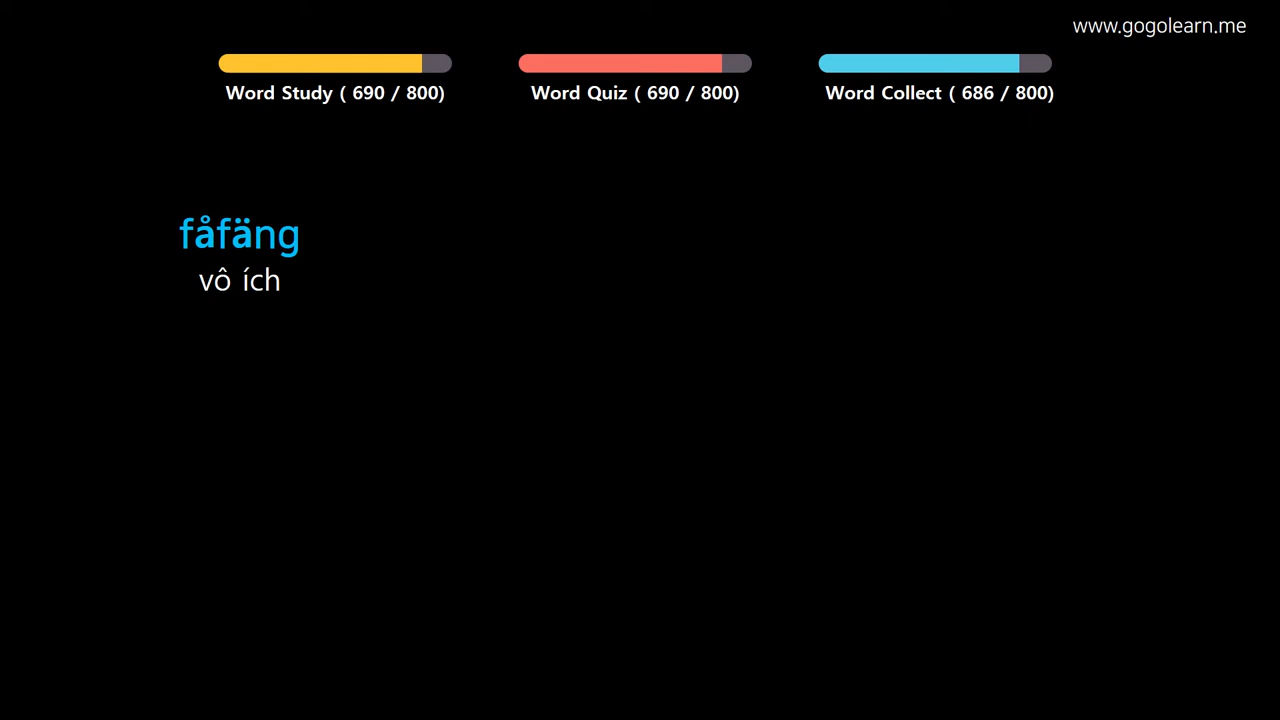 www.gogolearn.me
Word Study ( 690 / 800)
Word Quiz ( 690 / 800)
Word Collect ( 686 / 800)
fåfäng
vô ích